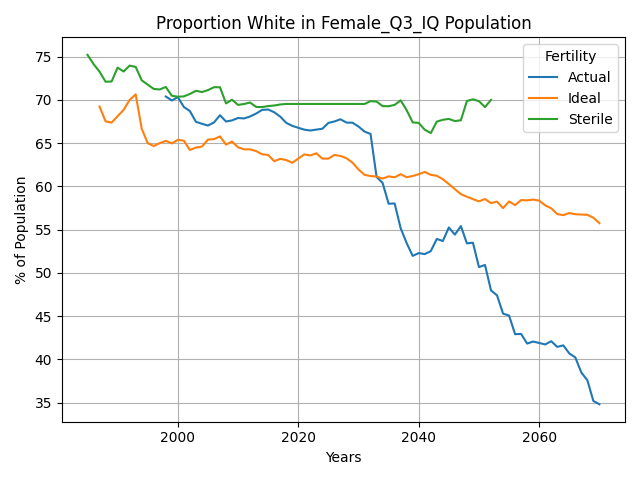 Proportion White in Female_Q3_IQ Population
% of Population
75
70
65
60
55
50
45
40
35
2000
2020
2040
2060
Years
Fertility
Actual
Ideal
Sterile